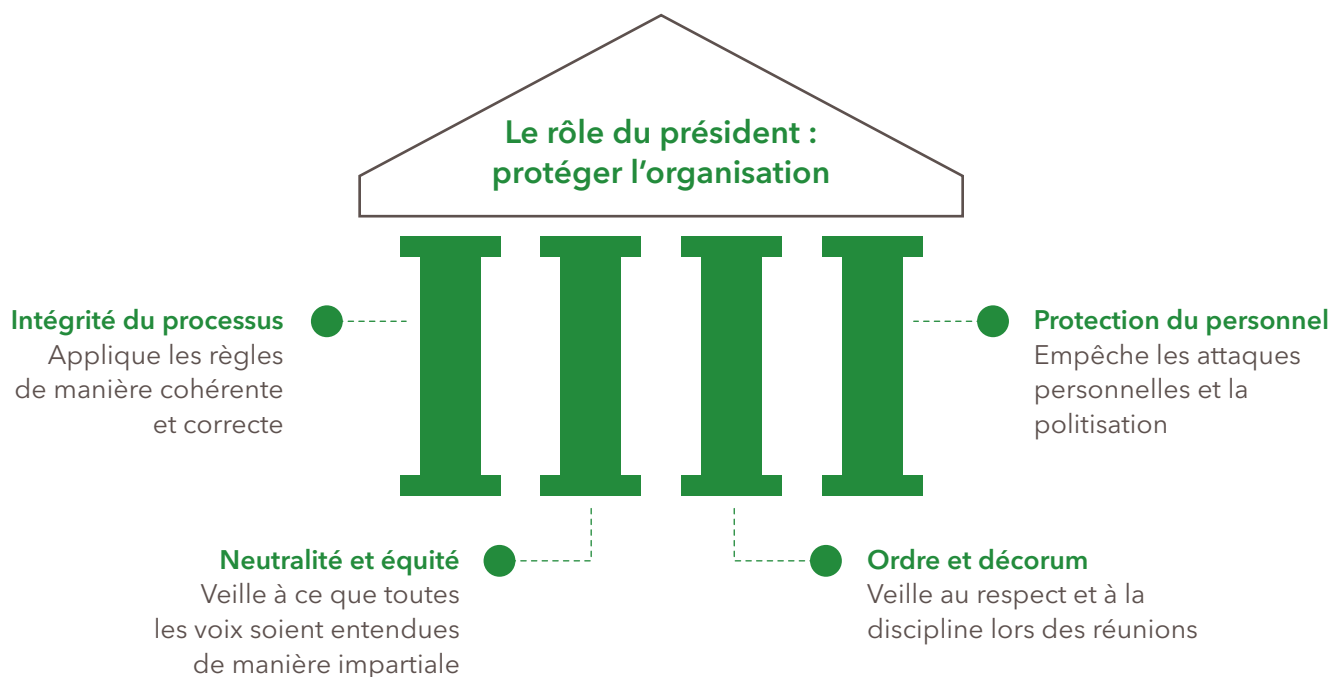 Le rôle du président :
protéger l’organisation
Intégrité du processus
Applique les règles
de manière cohérente
et correcte
Protection du personnel
Empêche les attaques
personnelles et la
politisation
Neutralité et équité
Veille à ce que toutes
les voix soient entendues
de manière impartiale
Ordre et décorum
Veille au respect et à la
discipline lors des réunions